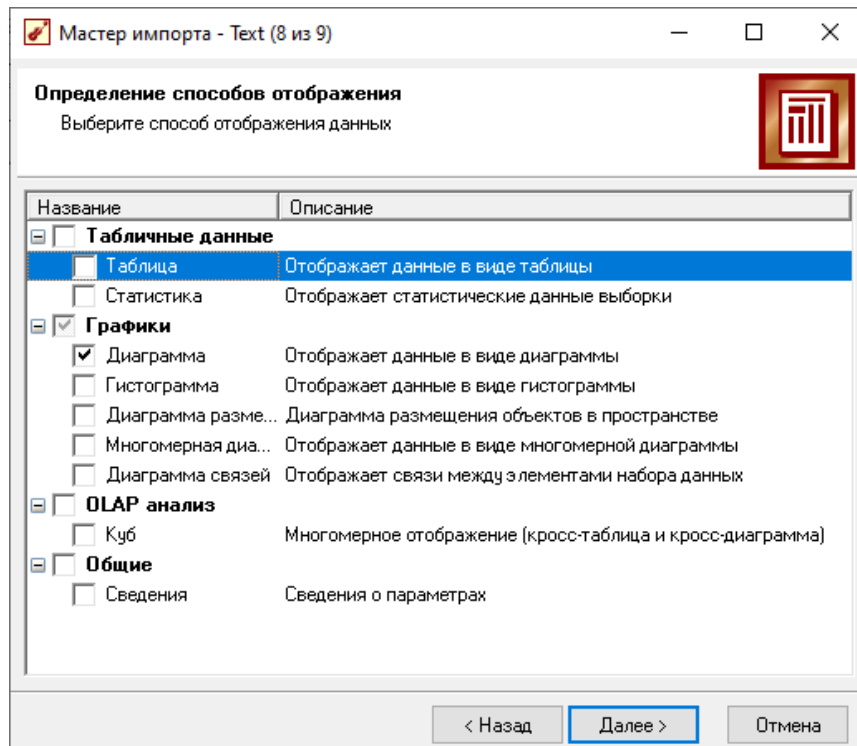 Мастер импорта - Text (8 из 9)
Определение способов отображения
Выберите способ отображения данных
Название Описание
Табличные данные
Таблица Отображает данные в виде таблицы
Статистика Отображает статистические данные выборки
Графики
Диаграмма Отображает данные в виде диаграммы
Гистограмма Отображает данные в виде гистограммы
Диаграмма разме... Диаграмма размещения объектов в пространстве
Многомерная диа... Отображает данные в виде многомерной диаграммы
Диаграмма связей Отображает связи между элементами набора данных
OLAP анализ
Куб Многомерное отображение (кросс-таблица и кросс-диаграмма)
Общие
Сведения Сведения о параметрах
< Назад Далее > Отмена